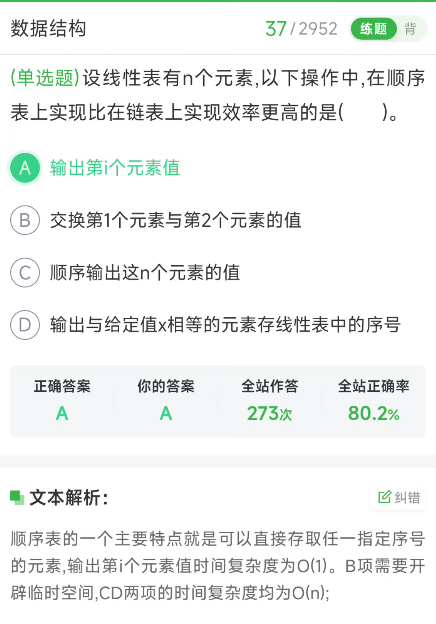 数据结构 37/2952 练题 背
(单选题)设线性表有n个元素,以下操作中,在顺序
表上实现比在链表上实现效率更高的是(  )。
A 输出第i个元素值
B 交换第1个元素与第2个元素的值
C 顺序输出这n个元素的值
D 输出与给定值x相等的元素存线性表中的序号
正确答案 你的答案 全站作答 全站正确率
A A 273次 80.2%
文本解析: 纠错
顺序表的一个主要特点就是可以直接存取任一指定序号
的元素,输出第i个元素值时间复杂度为O(1)。B项需要开
辟临时空间,CD两项的时间复杂度均为O(n);